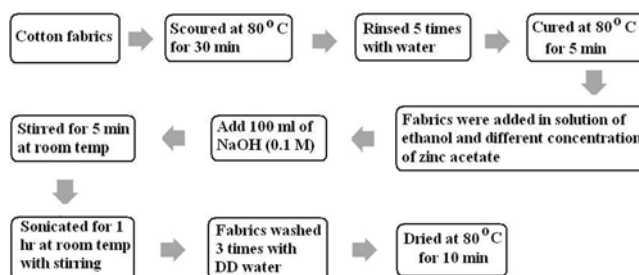 Cotton fabrics
Scoured at 80⁰ C
for 30 min
Rinsed 5 times
with water
Cured at 80⁰ C
for 5 min
Fabrics were added in solution of
ethanol and different concentration
of zinc acetate
Add 100 ml of
NaOH (0.1 M)
Stirred for 5 min
at room temp
Sonicated for 1
hr at room temp
with stirring
Fabrics washed
3 times with
DD water
Dried at 80⁰ C
for 10 min